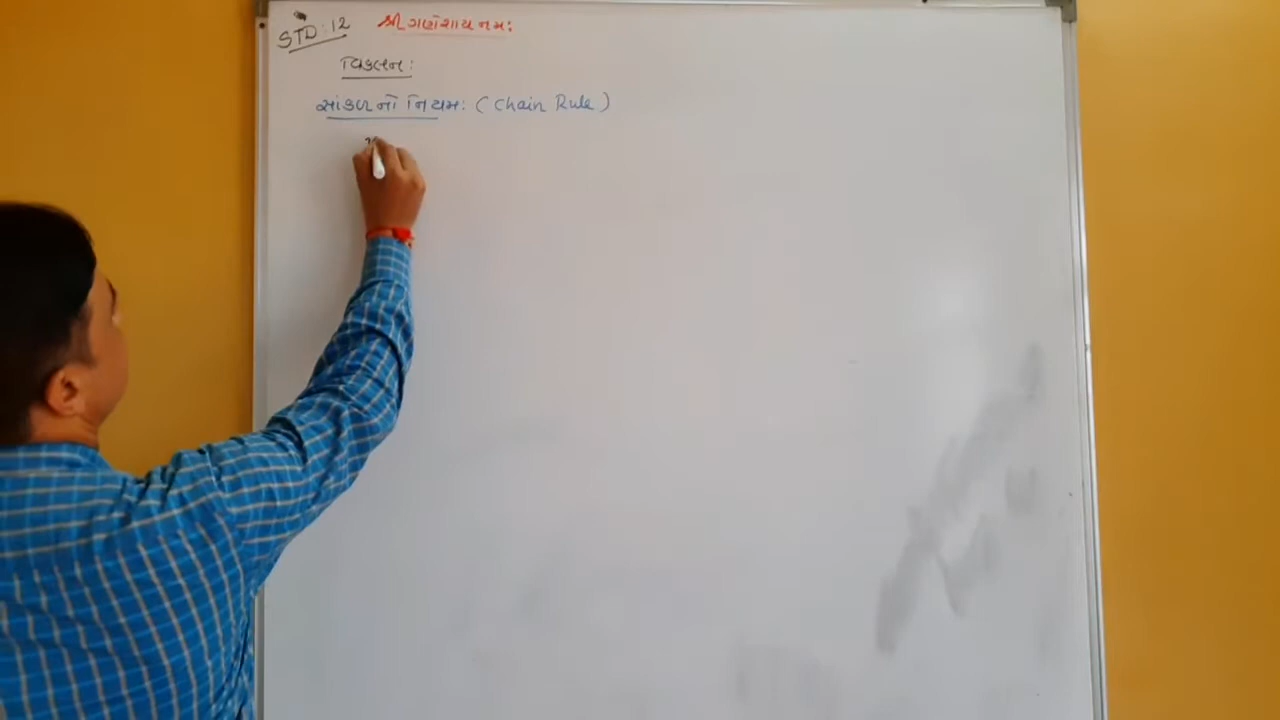 STD: 12 શ્રી ગણેશાય નમઃ
વિકલન :
સાંકળનો નિયમ : ( Chain Rule )